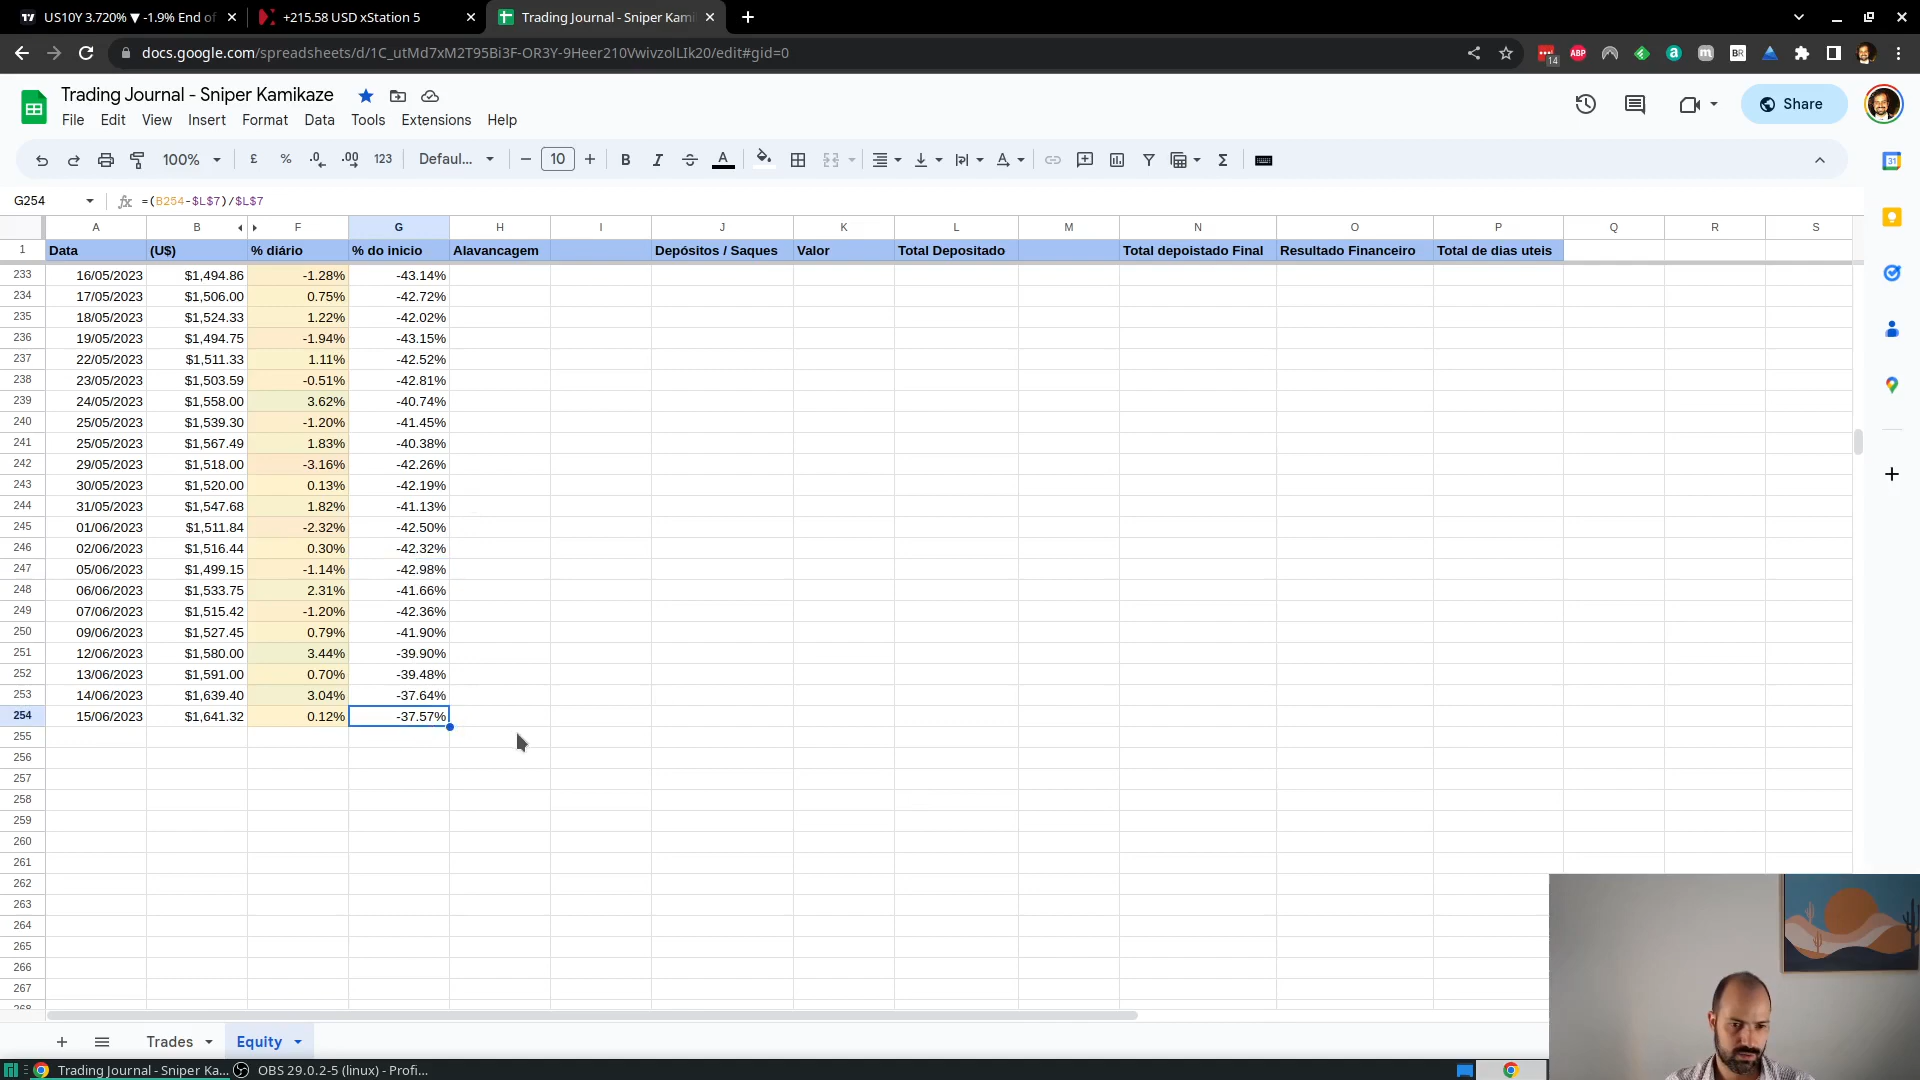 US10Y 3.720% ▼ -1.9% End of
+215.58 USD xStation 5
Trading Journal - Sniper Kami
docs.google.com/spreadsheets/d/1C_utMd7xM2T95Bi3F-OR3Y-9Heer210VwivzolLIk20/edit#gid=0
14
ABP
BR
Trading Journal - Sniper Kamikaze
Share
File Edit View Insert Format Data Tools Extensions Help
100% £ % .0 .00 123 Defaul... 10 B I S A Σ
31
G254 fx =(B254-$L$7)/$L$7
A B F G H I J K L M N O P Q R S
1 Data (U$) % diário % do inicio Alavancagem Depósitos / Saques Valor Total Depositado Total depoistado Final Resultado Financeiro Total de dias uteis
233 16/05/2023 $1,494.86 -1.28% -43.14%
234 17/05/2023 $1,506.00 0.75% -42.72%
235 18/05/2023 $1,524.33 1.22% -42.02%
236 19/05/2023 $1,494.75 -1.94% -43.15%
237 22/05/2023 $1,511.33 1.11% -42.52%
238 23/05/2023 $1,503.59 -0.51% -42.81%
239 24/05/2023 $1,558.00 3.62% -40.74%
240 25/05/2023 $1,539.30 -1.20% -41.45%
241 25/05/2023 $1,567.49 1.83% -40.38%
242 29/05/2023 $1,518.00 -3.16% -42.26%
243 30/05/2023 $1,520.00 0.13% -42.19%
244 31/05/2023 $1,547.68 1.82% -41.13%
245 01/06/2023 $1,511.84 -2.32% -42.50%
246 02/06/2023 $1,516.44 0.30% -42.32%
247 05/06/2023 $1,499.15 -1.14% -42.98%
248 06/06/2023 $1,533.75 2.31% -41.66%
249 07/06/2023 $1,515.42 -1.20% -42.36%
250 09/06/2023 $1,527.45 0.79% -41.90%
251 12/06/2023 $1,580.00 3.44% -39.90%
252 13/06/2023 $1,591.00 0.70% -39.48%
253 14/06/2023 $1,639.40 3.04% -37.64%
254 15/06/2023 $1,641.32 0.12% -37.57%
255
256
257
258
259
260
261
262
263
264
265
266
267
268
Trades Equity
Trading Journal - Sniper Ka... OBS 29.0.2-5 (linux) - Profi...